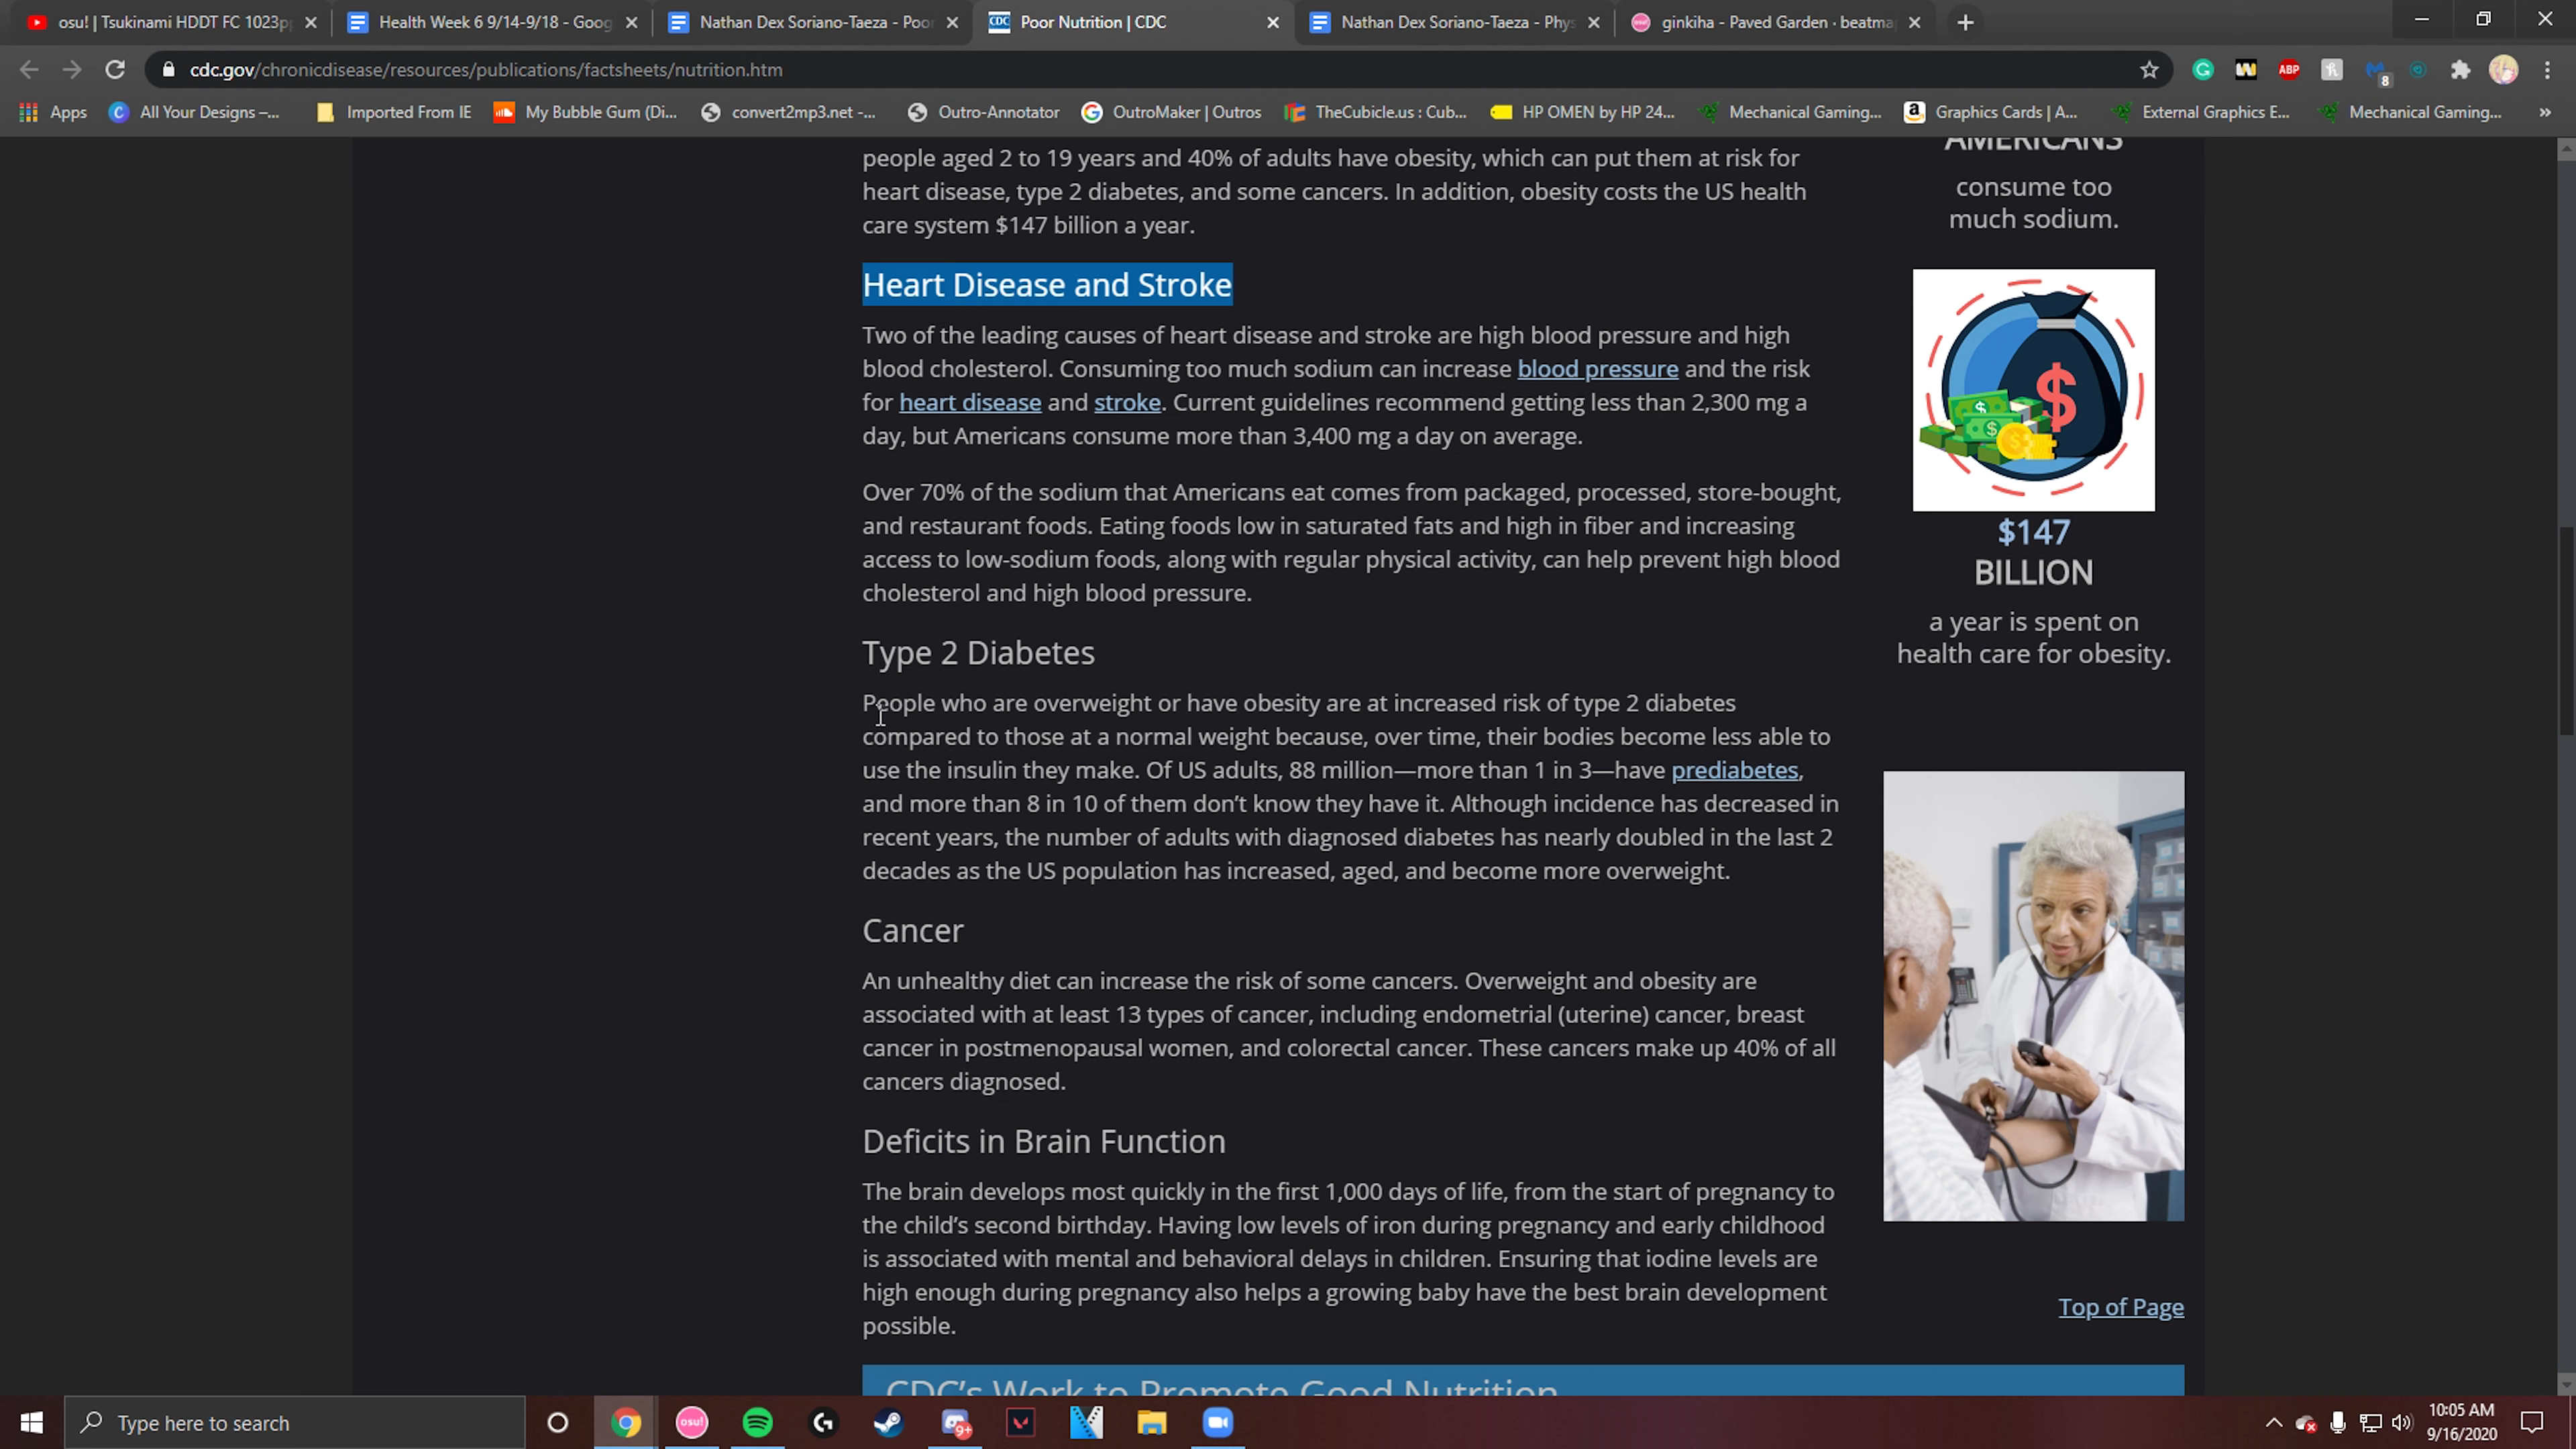 osu! | Tsukinami HDDT FC 1023p
Health Week 6 9/14-9/18 - Goog
Nathan Dex Soriano-Taeza - Poor
CDC Poor Nutrition | CDC
Nathan Dex Soriano-Taeza - Phys
osu! ginkiha - Paved Garden · beatma
cdc.gov/chronicdisease/resources/publications/factsheets/nutrition.htm
ABP
8
Apps
All Your Designs –...
Imported From IE
My Bubble Gum (Di...
convert2mp3.net -...
Outro-Annotator
OutroMaker | Outros
TheCubicle.us : Cub...
HP OMEN by HP 24...
Mechanical Gaming...
Graphics Cards | A...
External Graphics E...
Mechanical Gaming...
»
people aged 2 to 19 years and 40% of adults have obesity, which can put them at risk for
heart disease, type 2 diabetes, and some cancers. In addition, obesity costs the US health
care system $147 billion a year.
Heart Disease and Stroke
Two of the leading causes of heart disease and stroke are high blood pressure and high
blood cholesterol. Consuming too much sodium can increase blood pressure and the risk
for heart disease and stroke. Current guidelines recommend getting less than 2,300 mg a
day, but Americans consume more than 3,400 mg a day on average.
Over 70% of the sodium that Americans eat comes from packaged, processed, store-bought,
and restaurant foods. Eating foods low in saturated fats and high in fiber and increasing
access to low-sodium foods, along with regular physical activity, can help prevent high blood
cholesterol and high blood pressure.
Type 2 Diabetes
People who are overweight or have obesity are at increased risk of type 2 diabetes
compared to those at a normal weight because, over time, their bodies become less able to
use the insulin they make. Of US adults, 88 million—more than 1 in 3—have prediabetes,
and more than 8 in 10 of them don’t know they have it. Although incidence has decreased in
recent years, the number of adults with diagnosed diabetes has nearly doubled in the last 2
decades as the US population has increased, aged, and become more overweight.
Cancer
An unhealthy diet can increase the risk of some cancers. Overweight and obesity are
associated with at least 13 types of cancer, including endometrial (uterine) cancer, breast
cancer in postmenopausal women, and colorectal cancer. These cancers make up 40% of all
cancers diagnosed.
Deficits in Brain Function
The brain develops most quickly in the first 1,000 days of life, from the start of pregnancy to
the child’s second birthday. Having low levels of iron during pregnancy and early childhood
is associated with mental and behavioral delays in children. Ensuring that iodine levels are
high enough during pregnancy also helps a growing baby have the best brain development
possible.
CDC’s Work to Promote Good Nutrition
AMERICANS
consume too
much sodium.
$
$
$
$
$147
BILLION
a year is spent on
health care for obesity.
Top of Page
Type here to search
osu!
9+
10:05 AM
9/16/2020